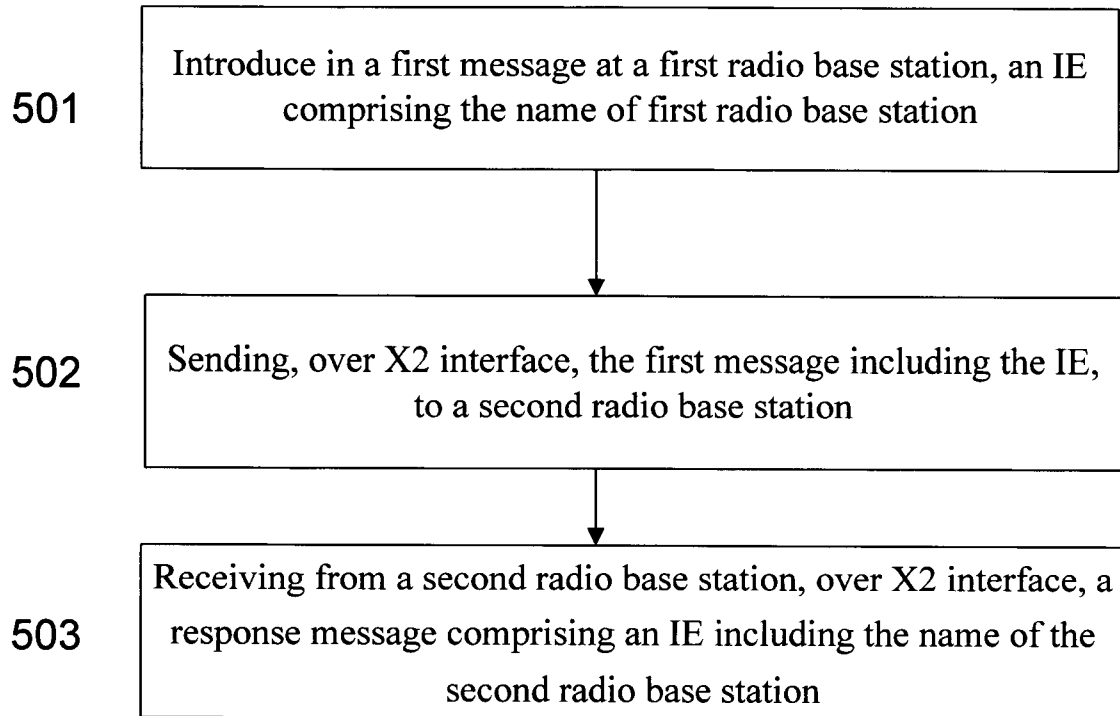 501
Introduce in a first message at a first radio base station, an IE
comprising the name of first radio base station
502
Sending, over X2 interface, the first message including the IE,
to a second radio base station
503
Receiving from a second radio base station, over X2 interface, a
response message comprising an IE including the name of the
second radio base station